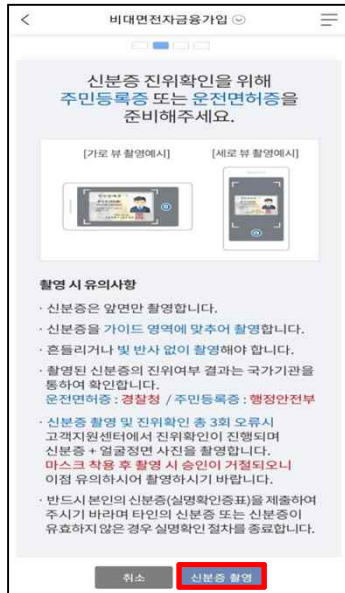 비대면전자금융가입
신분증 진위확인을 위해
주민등록증 또는 운전면허증을
준비해주세요.
[가로 뷰 촬영예시] [세로 뷰 촬영예시]
촬영 시 유의사항
· 신분증은 앞면만 촬영합니다.
· 신분증을 가이드 영역에 맞추어 촬영합니다.
· 흔들리거나 빛 반사 없이 촬영해야 합니다.
· 촬영된 신분증의 진위여부 결과는 국가기관을
통하여 확인합니다.
운전면허증 : 경찰청 / 주민등록증 : 행정안전부
· 신분증 촬영 및 진위확인 총 3회 오류시
고객지원센터에서 진위확인이 진행되며
신분증 + 얼굴정면 사진을 촬영합니다.
마스크 착용 후 촬영 시 승인이 거절되오니
이점 유의하시어 촬영하시기 바랍니다.
· 반드시 본인의 신분증(실명확인증표)을 제출하여
주시기 바라며 타인의 신분증 또는 신분증이
유효하지 않은 경우 실명확인 절차를 종료합니다.
취소 신분증 촬영